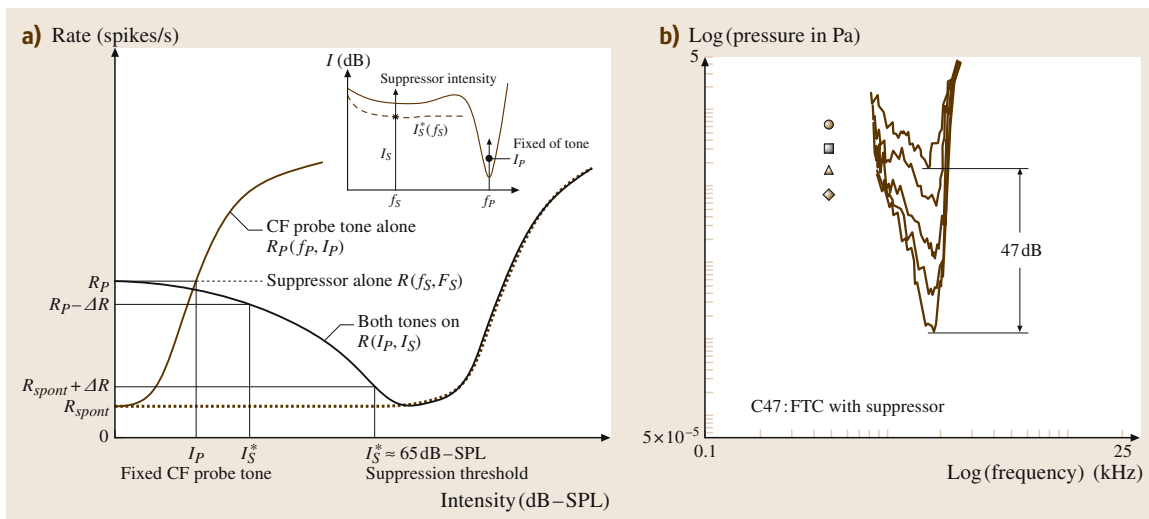 a) Rate (spikes/s)
I (dB)
Suppressor intensity
I*S(fS)
Fixed of tone
IP
IS
fS
fP
CF probe tone alone
RP(fP, IP)
RP
Suppressor alone R(fS, FS)
RP–ΔR
Both tones on
R(IP, IS)
Rspont + ΔR
Rspont
0
IP
I*S
I*S ≈ 65 dB–SPL
Fixed CF probe tone
Suppression threshold
Intensity (dB–SPL)
b) Log (pressure in Pa)
5
47 dB
C47: FTC with suppressor
5×10⁻⁵
0.1
25
Log (frequency) (kHz)